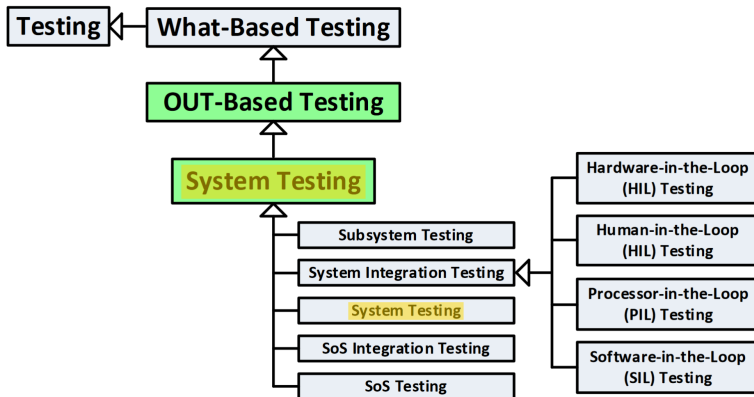 Testing
What-Based Testing
OUT-Based Testing
System Testing
Subsystem Testing
System Integration Testing
System Testing
SoS Integration Testing
SoS Testing
Hardware-in-the-Loop
(HIL) Testing
Human-in-the-Loop
(HIL) Testing
Processor-in-the-Loop
(PIL) Testing
Software-in-the-Loop
(SIL) Testing